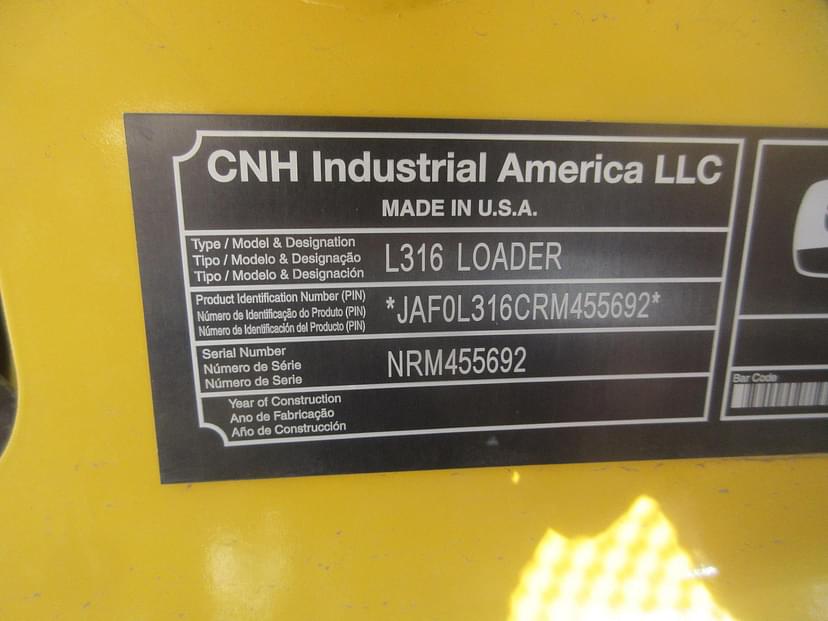 CNH Industrial America LLC
MADE IN U.S.A.
Type / Model & Designation
Tipo / Modelo & Designação
Tipo / Modelo & Designación
L316 LOADER
Product Identification Number (PIN)
Número de Identificação do Produto (PIN)
Número de Identificación del Producto (PIN)
*JAF0L316CRM455692*
Serial Number
Número de Série
Número de Serie
NRM455692
Year of Construction
Ano de Fabricação
Año de Construcción
Bar Code